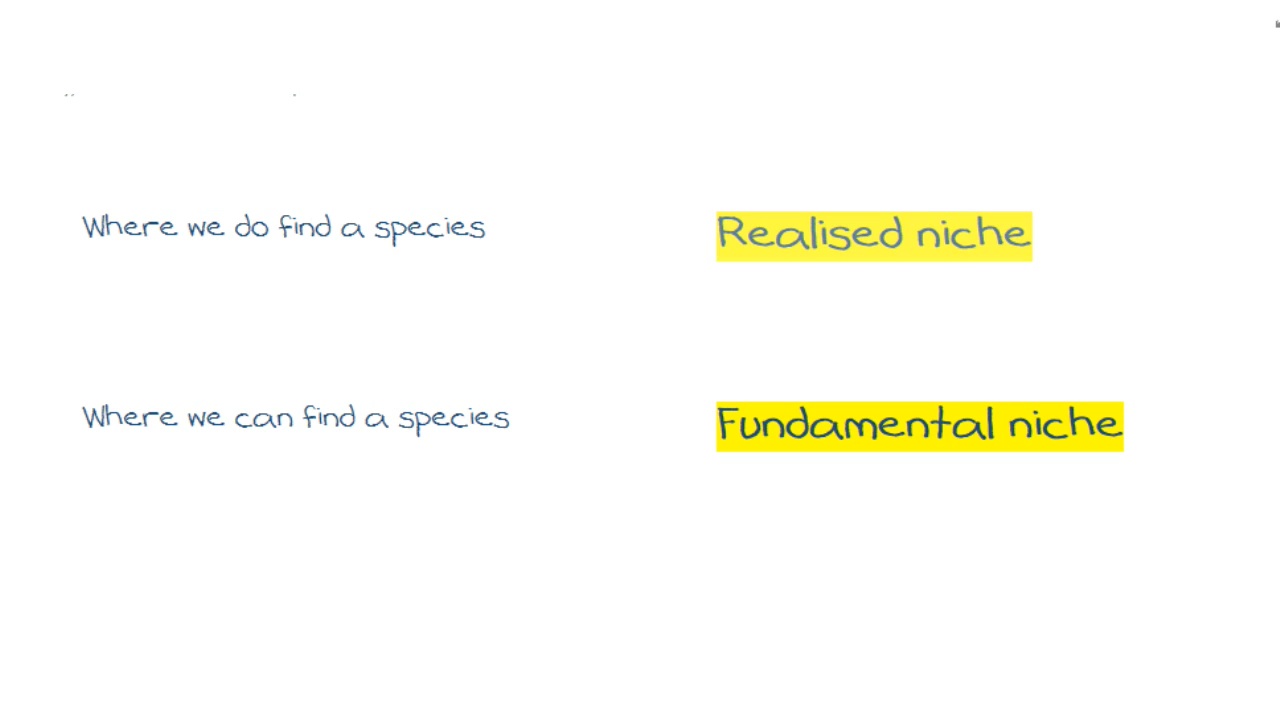 Where we do find a species
Realised niche
Where we can find a species
Fundamental niche